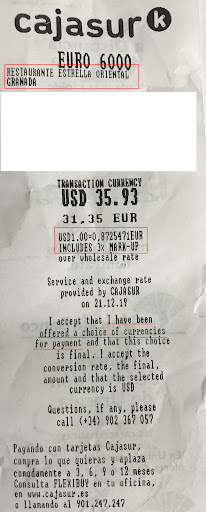 cajasur k
EURO 6000
RESTAURANTE ESTRELLA ORIENTAL
GRANADA
TRANSACTION CURRENCY
USD 35.93
31,35 EUR
USD1.00=0,8725471EUR
INCLUDES 3% MARK-UP
over wholesale rate
Service and exchange rate
provided by CAJASUR
on 21.12.19
I accept that I have been
offered a choice of currencies
for payment and that this choice
is final. I accept the
conversion rate, the final,
amount and that the selected
currency is USD
Questions, if any, please
call (+34) 902 367 057
Pagando con tarjetas Cajasur,
compra lo que quieras y aplaza
comodamente a 3, 6, 9 o 12 meses
Consulta FLEXIBUY en tu oficina,
en www.cajasur.es
o llamando al 901.247.247